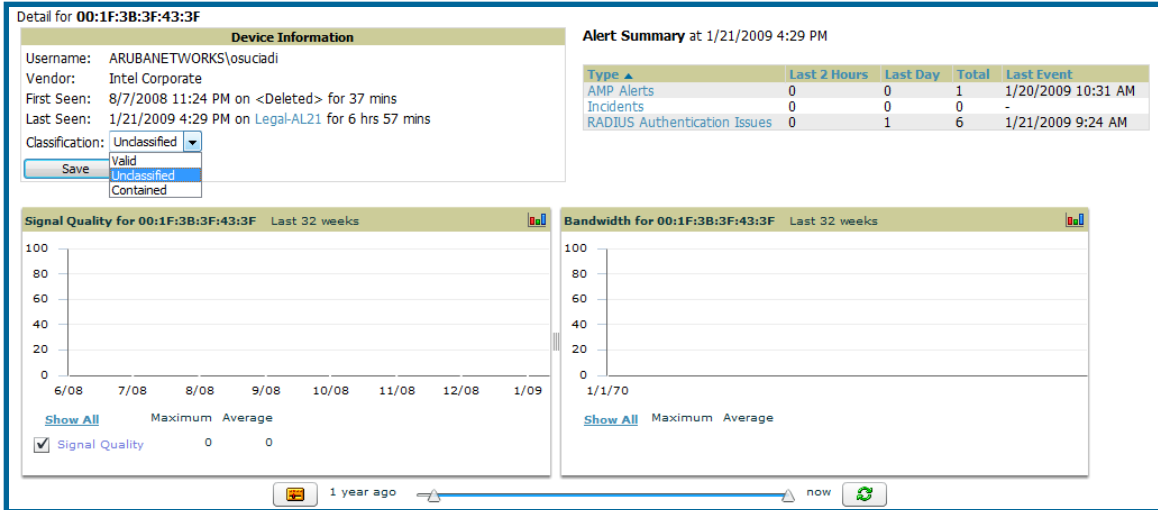 Detail for 00:1F:3B:3F:43:3F
Device Information
Username: ARUBANETWORKS\osuciadi
Vendor: Intel Corporate
First Seen: 8/7/2008 11:24 PM on <Deleted> for 37 mins
Last Seen: 1/21/2009 4:29 PM on Legal-AL21 for 6 hrs 57 mins
Classification: Unclassified
Valid
Unclassified
Contained
Save
Alert Summary at 1/21/2009 4:29 PM
Type Last 2 Hours Last Day Total Last Event
AMP Alerts 0 0 1 1/20/2009 10:31 AM
Incidents 0 0 0 -
RADIUS Authentication Issues 0 1 6 1/21/2009 9:24 AM
Signal Quality for 00:1F:3B:3F:43:3F Last 32 weeks
100
80
60
40
20
0
6/08 7/08 8/08 9/08 10/08 11/08 12/08 1/09
Show All Maximum Average
Signal Quality 0 0
Bandwidth for 00:1F:3B:3F:43:3F Last 32 weeks
100
80
60
40
20
0
1/1/70
Show All Maximum Average
1 year ago now